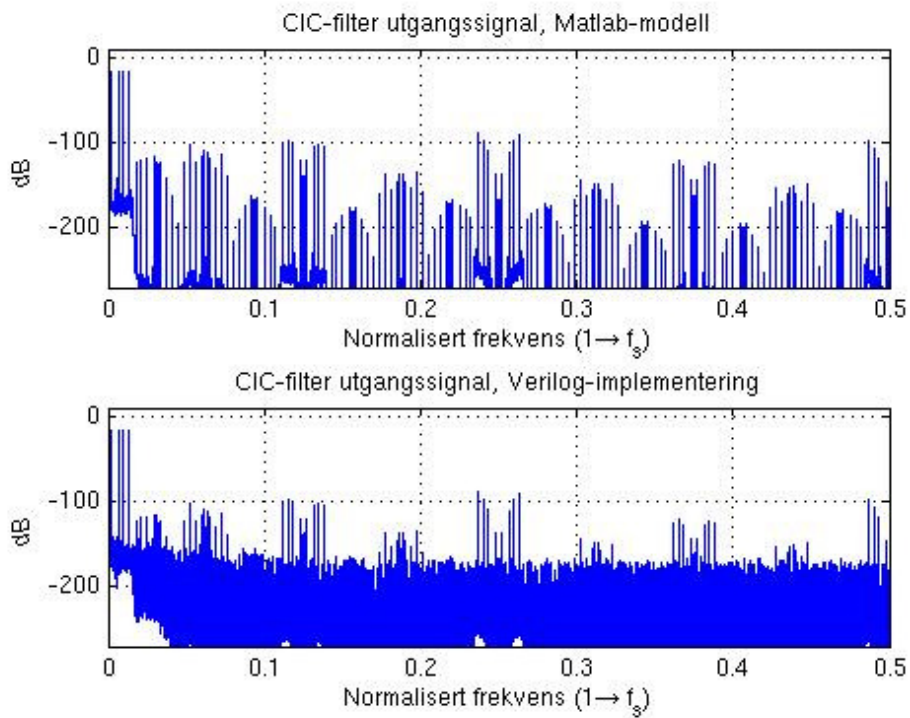 CIC-filter utgangssignal, Matlab-modell
0
-100
-200
dB
0 0.1 0.2 0.3 0.4 0.5
Normalisert frekvens (1→ f_s)
CIC-filter utgangssignal, Verilog-implementering
0
-100
-200
dB
0 0.1 0.2 0.3 0.4 0.5
Normalisert frekvens (1→ f_s)